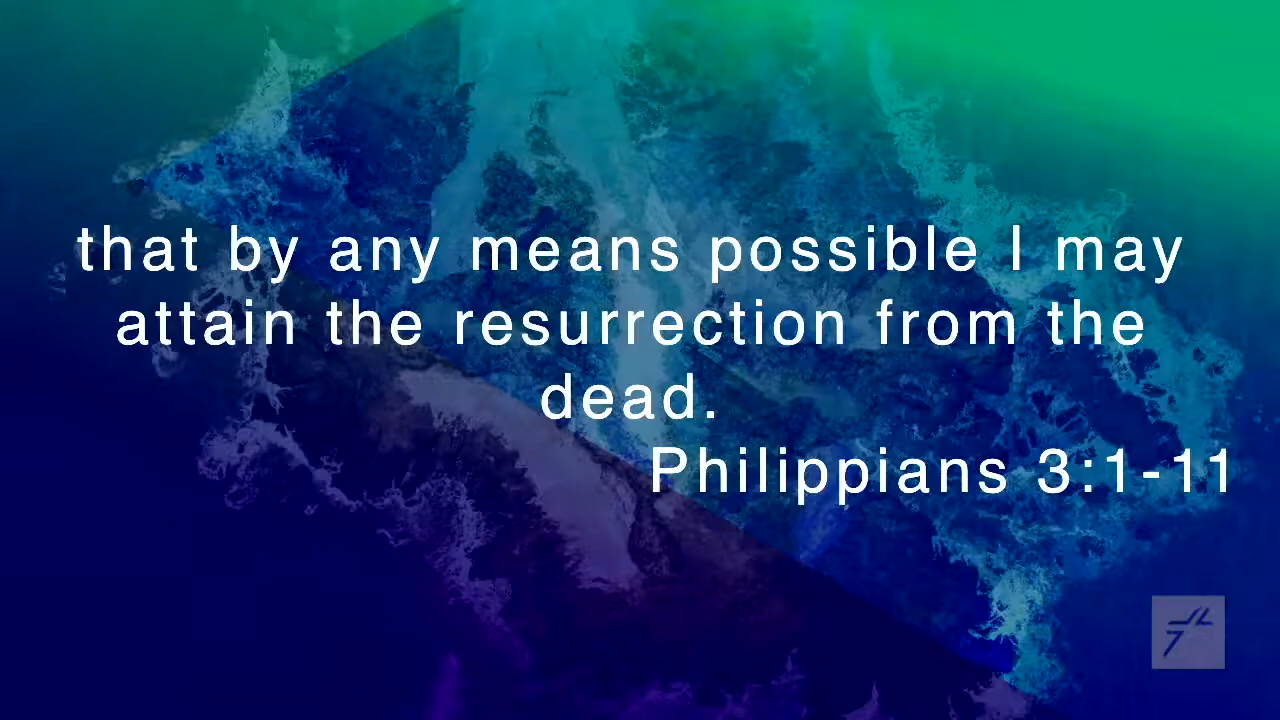 that by any means possible I may
attain the resurrection from the
dead.
Philippians 3:1-11